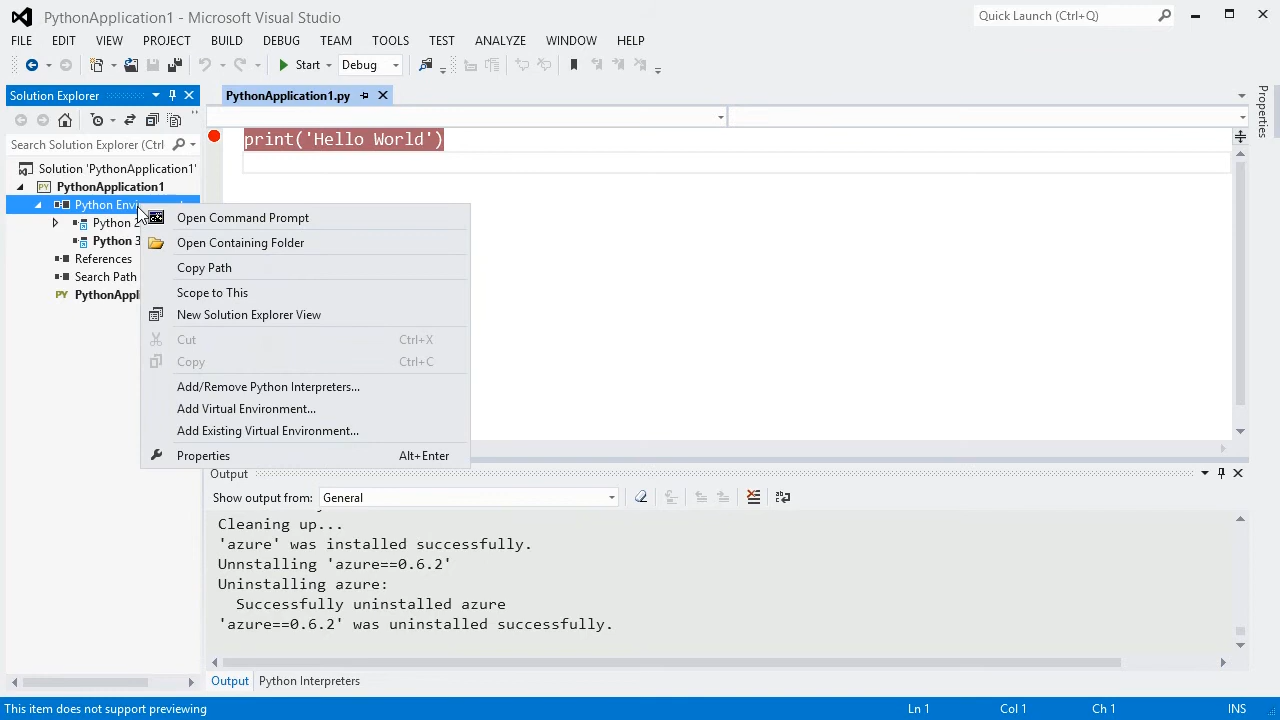 PythonApplication1 - Microsoft Visual Studio
Quick Launch (Ctrl+Q)
FILE EDIT VIEW PROJECT BUILD DEBUG TEAM TOOLS TEST ANALYZE WINDOW HELP
Start Debug
Solution Explorer
PythonApplication1.py
Properties
Search Solution Explorer (Ctrl
print('Hello World')
Solution 'PythonApplication1'
PythonApplication1
Python
Python 2
Python 3
References
Search Path
Open Command Prompt
Open Containing Folder
Copy Path
Scope to This
New Solution Explorer View
Cut Ctrl+X
Copy Ctrl+C
Add/Remove Python Interpreters...
Add Virtual Environment...
Add Existing Virtual Environment...
Properties Alt+Enter
Output
Show output from: General
Cleaning up...
'azure' was installed successfully.
Unnstalling 'azure==0.6.2'
Uninstalling azure:
Successfully uninstalled azure
'azure==0.6.2' was uninstalled successfully.
Output Python Interpreters
This item does not support previewing
Ln 1 Col 1 Ch 1 INS